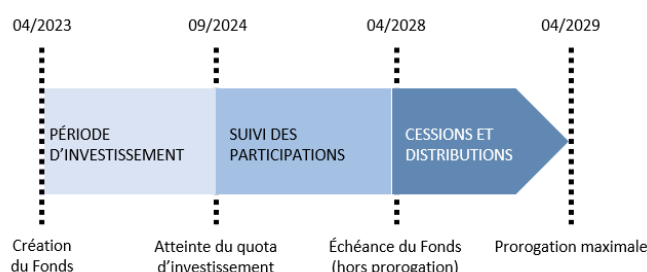 04/2023 09/2024 04/2028 04/2029
PÉRIODE
D'INVESTISSEMENT
SUIVI DES
PARTICIPATIONS
CESSIONS ET
DISTRIBUTIONS
Création
du Fonds
Atteinte du quota
d'investissement
Échéance du Fonds
(hors prorogation)
Prorogation maximale